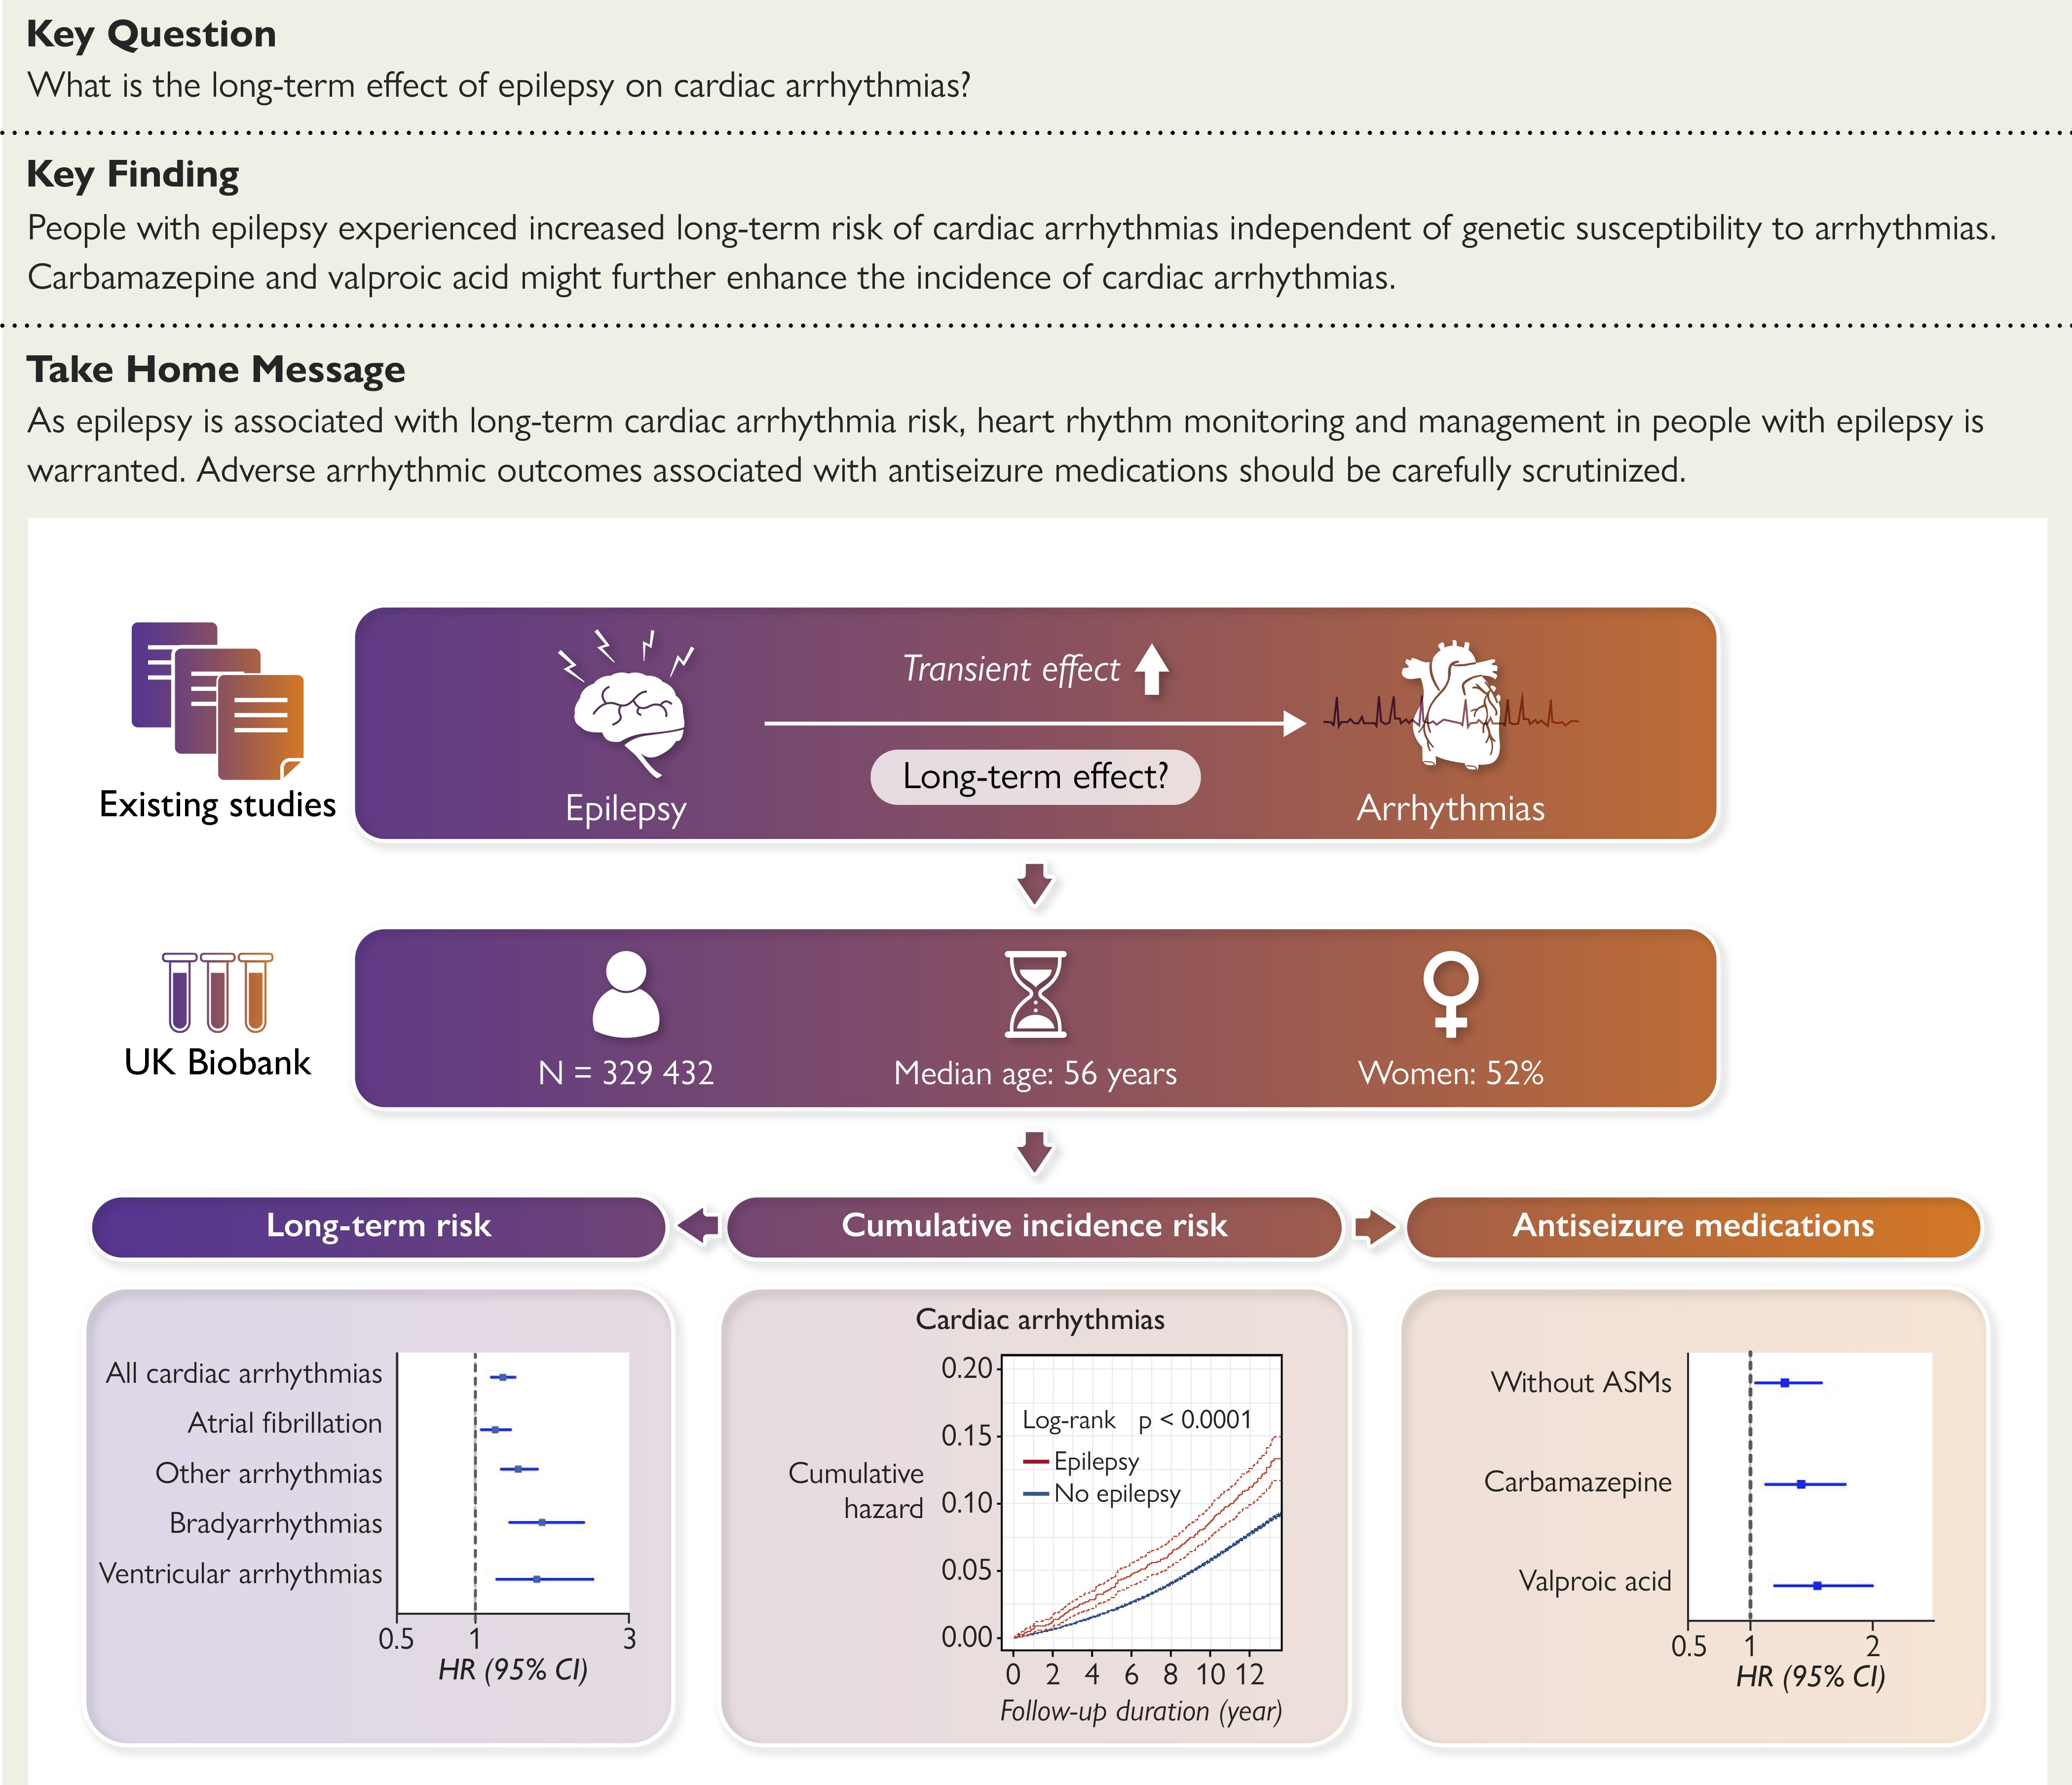 Key Question
What is the long-term effect of epilepsy on cardiac arrhythmias?
Key Finding
People with epilepsy experienced increased long-term risk of cardiac arrhythmias independent of genetic susceptibility to arrhythmias.
Carbamazepine and valproic acid might further enhance the incidence of cardiac arrhythmias.
Take Home Message
As epilepsy is associated with long-term cardiac arrhythmia risk, heart rhythm monitoring and management in people with epilepsy is
warranted. Adverse arrhythmic outcomes associated with antiseizure medications should be carefully scrutinized.
Existing studies
Transient effect
Long-term effect?
Epilepsy
Arrhythmias
UK Biobank
N = 329 432
Median age: 56 years
Women: 52%
Long-term risk
All cardiac arrhythmias
Atrial fibrillation
Other arrhythmias
Bradyarrhythmias
Ventricular arrhythmias
0.5 1 3
HR (95% CI)
Cumulative incidence risk
Cardiac arrhythmias
Cumulative
hazard
0.20
0.15
0.10
0.05
0.00
Log-rank p < 0.0001
Epilepsy
No epilepsy
0 2 4 6 8 10 12
Follow-up duration (year)
Antiseizure medications
Without ASMs
Carbamazepine
Valproic acid
0.5 1 2
HR (95% CI)